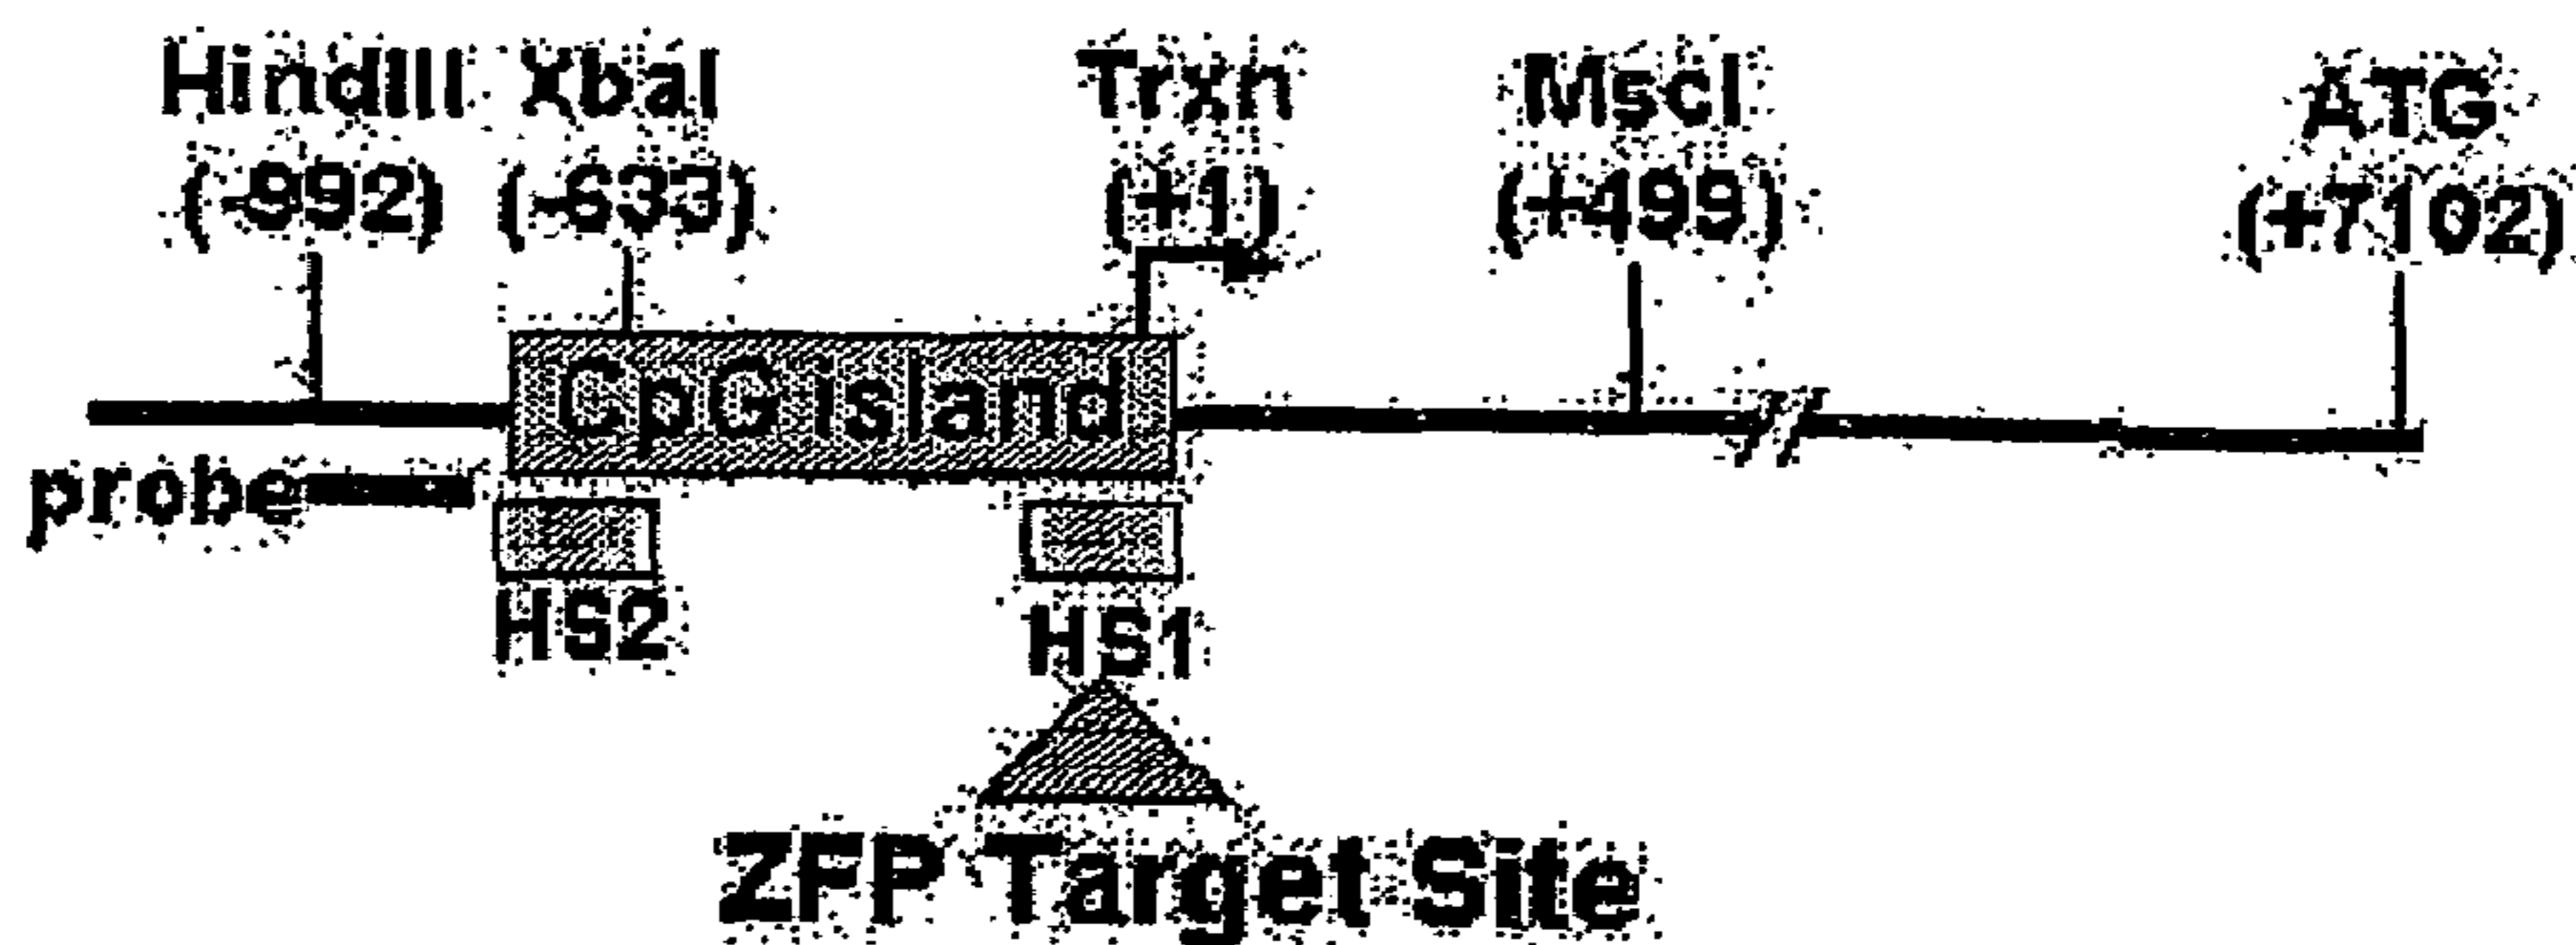 HindIII XbaI Trxn MscI ATG
(-992) (-633) (+1) (+499) (+7102)
CpG island
probe
HS2 HS1
ZFP Target Site